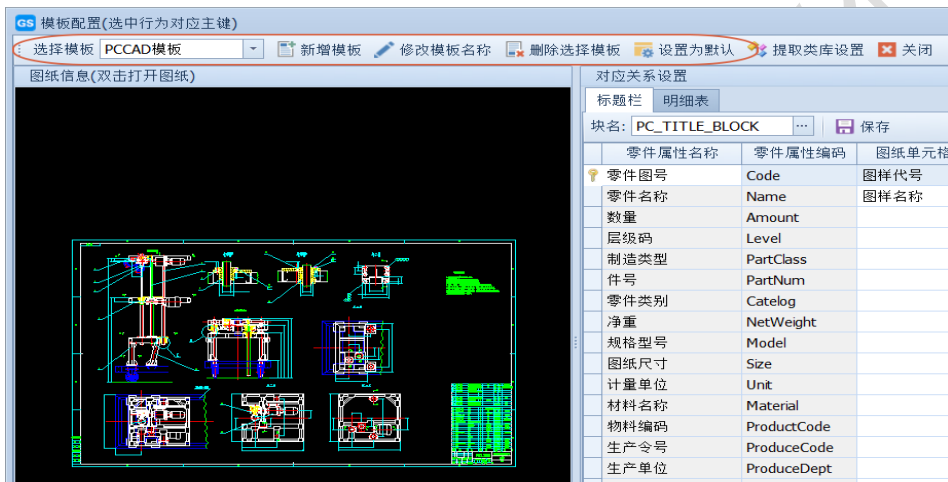 GS 模板配置(选中行为对应主键)
选择模板 PCCAD模板 新增模板 修改模板名称 删除选择模板 设置为默认 提取类库设置 关闭
图纸信息(双击打开图纸)
对应关系设置
标题栏 明细表
块名: PC_TITLE_BLOCK ... 保存
零件属性名称 零件属性编码 图纸单元格
零件图号 Code 图样代号
零件名称 Name 图样名称
数量 Amount
层级码 Level
制造类型 PartClass
件号 PartNum
零件类别 Catelog
净重 NetWeight
规格型号 Model
图纸尺寸 Size
计量单位 Unit
材料名称 Material
物料编码 ProductCode
生产令号 ProduceCode
生产单位 ProduceDept